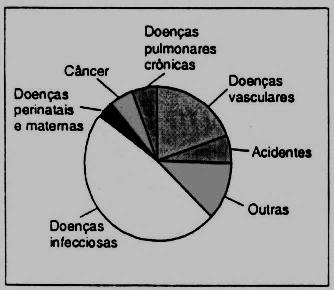 Doenças
pulmonares
crônicas
Câncer
Doenças
vasculares
Doenças
perinatais
e maternas
Acidentes
Outras
Doenças
infecciosas